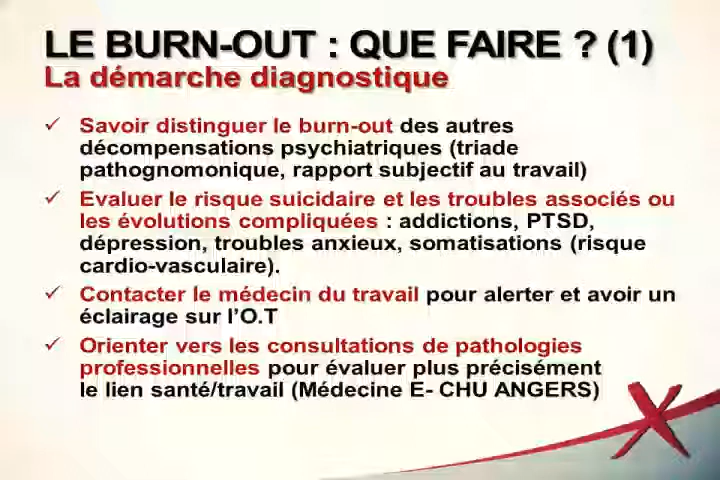 LE BURN-OUT : QUE FAIRE ? (1)
La démarche diagnostique
✓ Savoir distinguer le burn-out des autres
décompensations psychiatriques (triade
pathognomonique, rapport subjectif au travail)
✓ Evaluer le risque suicidaire et les troubles associés ou
les évolutions compliquées : addictions, PTSD,
dépression, troubles anxieux, somatisations (risque
cardio-vasculaire).
✓ Contacter le médecin du travail pour alerter et avoir un
éclairage sur l'O.T
✓ Orienter vers les consultations de pathologies
professionnelles pour évaluer plus précisément
le lien santé/travail (Médecine E- CHU ANGERS)